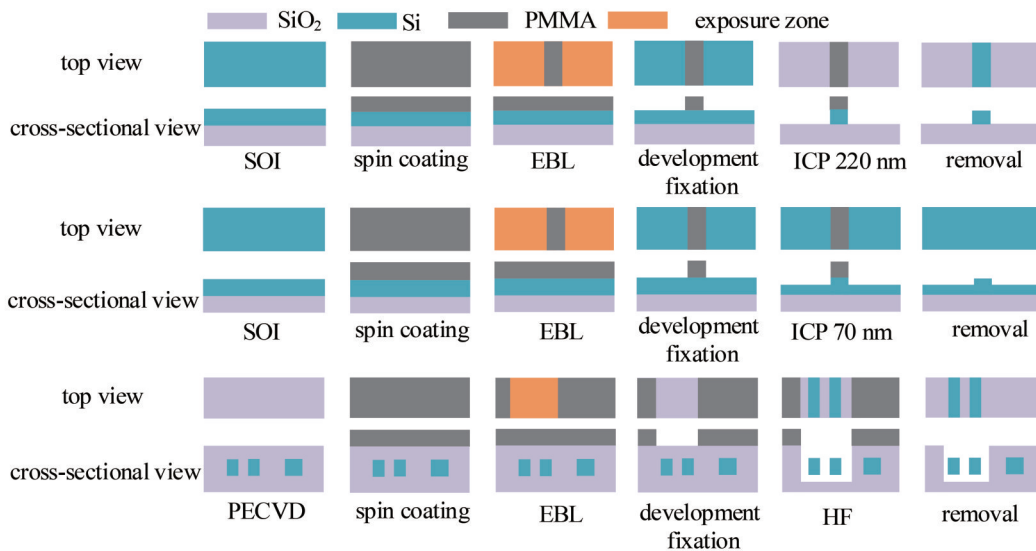 SiO₂ Si PMMA exposure zone
top view
cross-sectional view
SOI spin coating EBL development fixation ICP 220 nm removal
top view
cross-sectional view
SOI spin coating EBL development fixation ICP 70 nm removal
top view
cross-sectional view
PECVD spin coating EBL development fixation HF removal